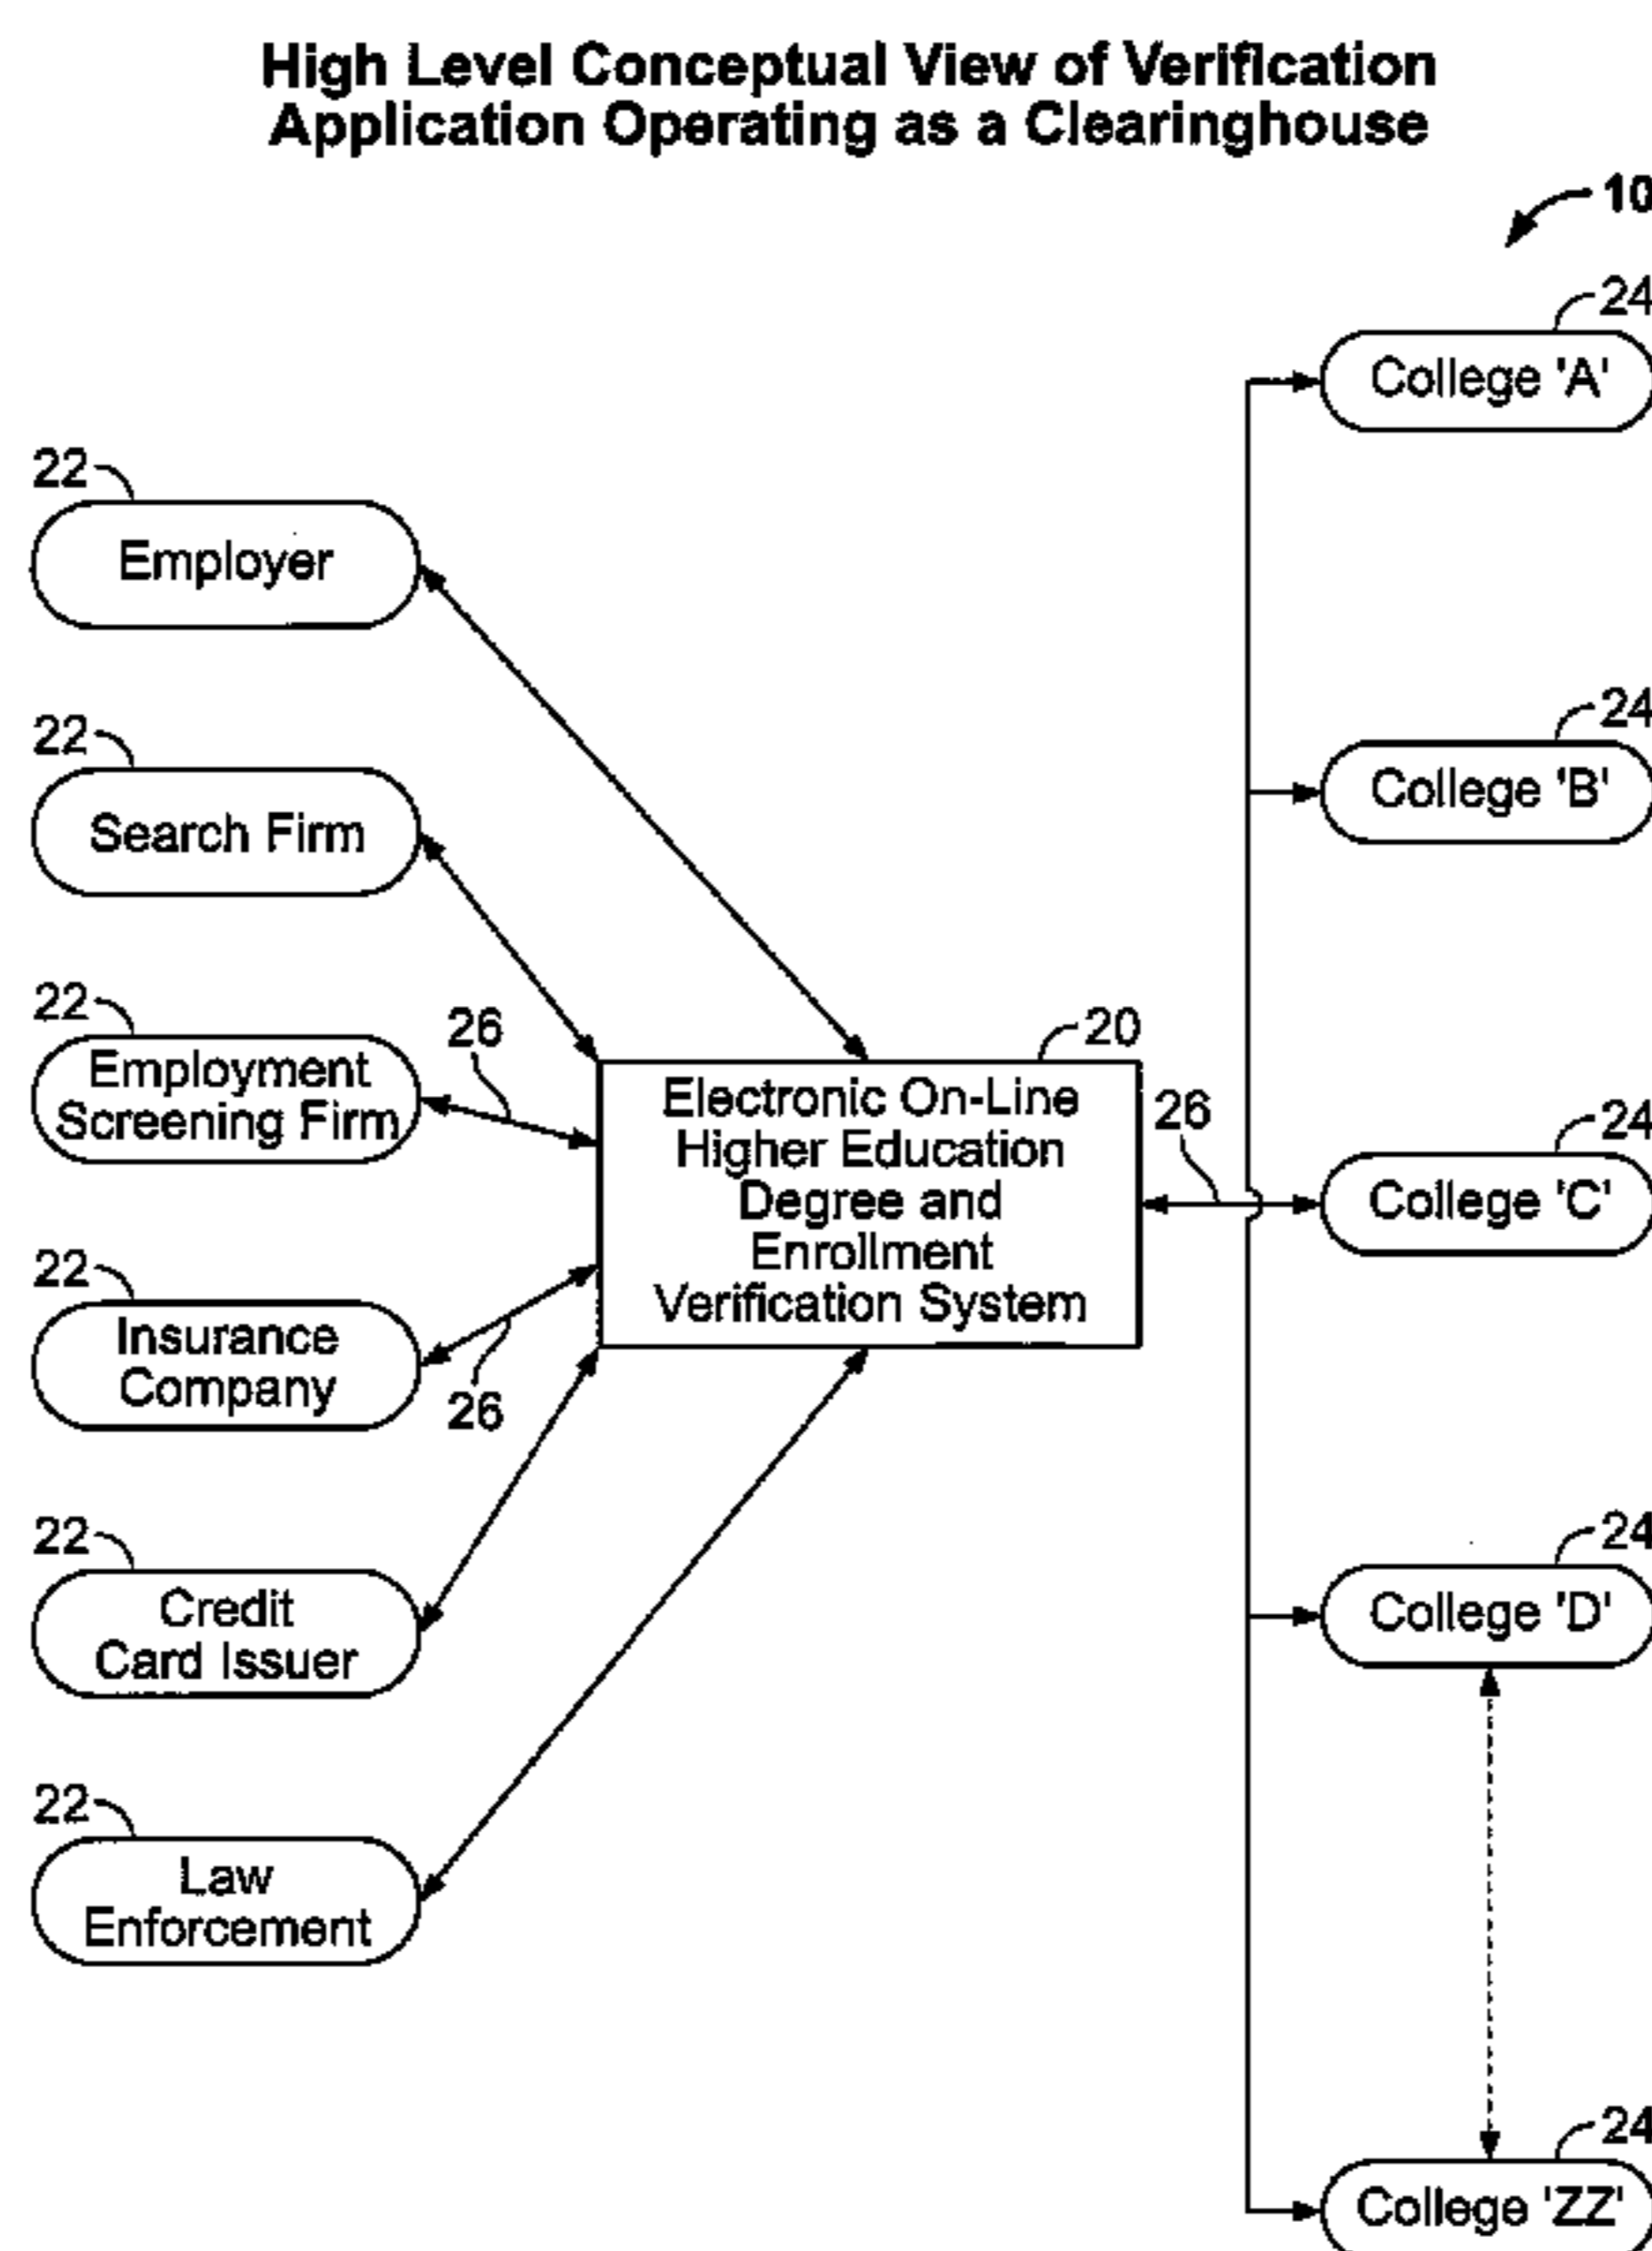 High Level Conceptual View of Verification
Application Operating as a Clearinghouse
10
24
College 'A'
22
Employer
24
College 'B'
22
Search Firm
22
Employment
Screening Firm
26
20
Electronic On-Line
Higher Education
Degree and
Enrollment
Verification System
26
24
College 'C'
22
Insurance
Company
26
22
Credit
Card Issuer
24
College 'D'
22
Law
Enforcement
24
College 'ZZ'